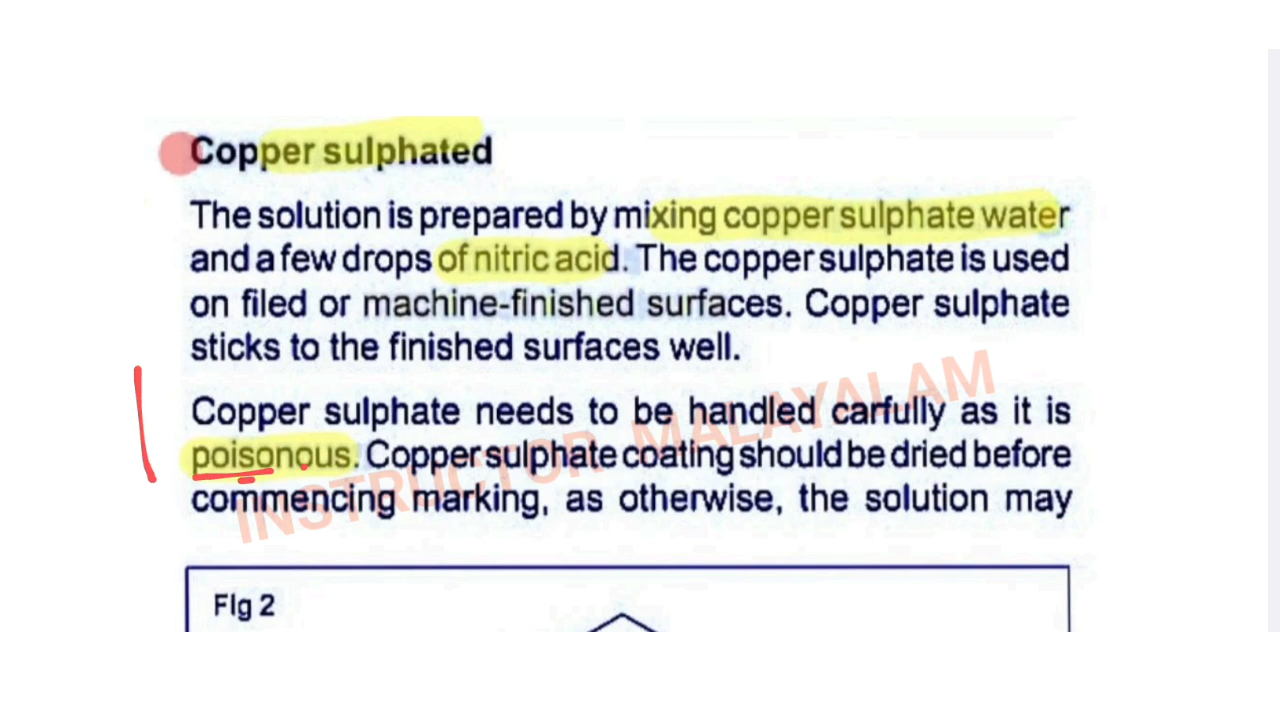 Copper sulphated
The solution is prepared by mixing copper sulphate water
and a few drops of nitric acid. The copper sulphate is used
on filed or machine-finished surfaces. Copper sulphate
sticks to the finished surfaces well.
Copper sulphate needs to be handled carfully as it is
poisonous. Copper sulphate coating should be dried before
commencing marking, as otherwise, the solution may
INSTRUCTOR MALAYALAM
FIg 2